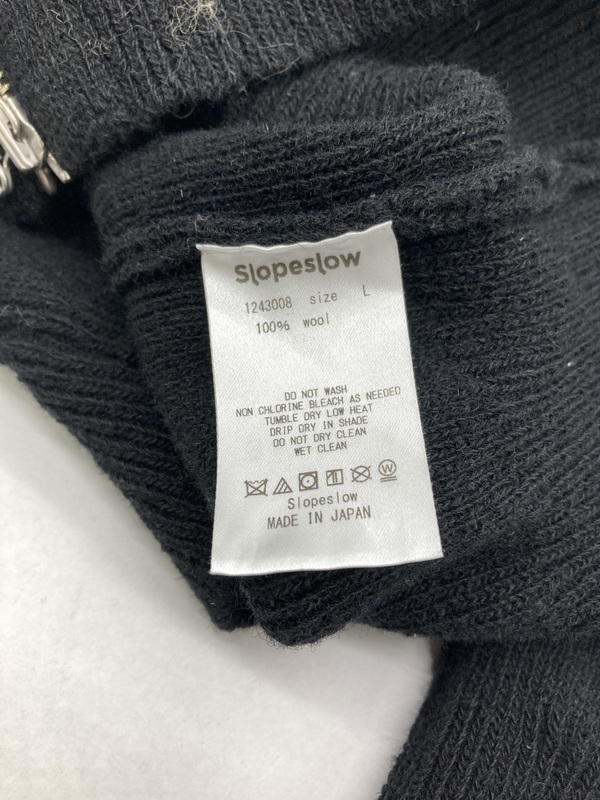 Slopeslow
1243008 size L
100% wool
DO NOT WASH
NON CHLORINE BLEACH AS NEEDED
TUMBLE DRY LOW HEAT
DRIP DRY IN SHADE
DO NOT DRY CLEAN
WET CLEAN
W
Slopeslow
MADE IN JAPAN